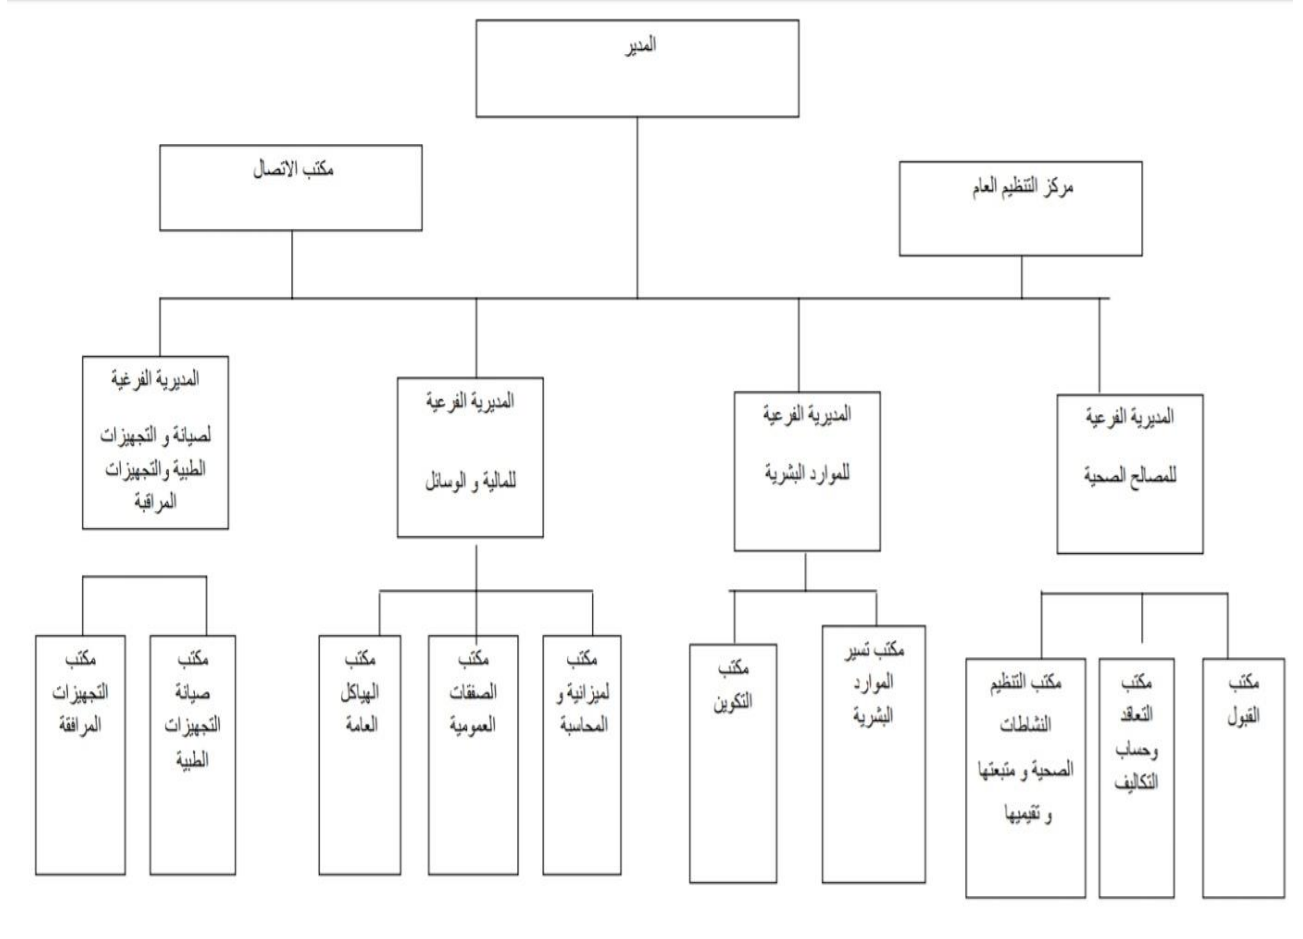 المدير
مركز التنظيم العام
مكتب الاتصال
المديرية الفرعية
للمصالح الصحية
المديرية الفرعية
للموارد البشرية
المديرية الفرعية
للمالية و الوسائل
المديرية الفرغية
لصيانة و التجهيزات
الطبية والتجهيزات
المراقبة
مكتب
القبول
مكتب
التعاقد
وحساب
التكاليف
مكتب التنظيم
النشاطات
الصحية و متبعتها
و تقيميها
مكتب تسير
الموارد
البشرية
مكتب
التكوين
مكتب
لميزانية و
المحاسبة
مكتب
الصفقات
العمومية
مكتب
الهياكل
العامة
مكتب
صيانة
التجهيزات
الطبية
مكتب
التجهيزات
المرافقة